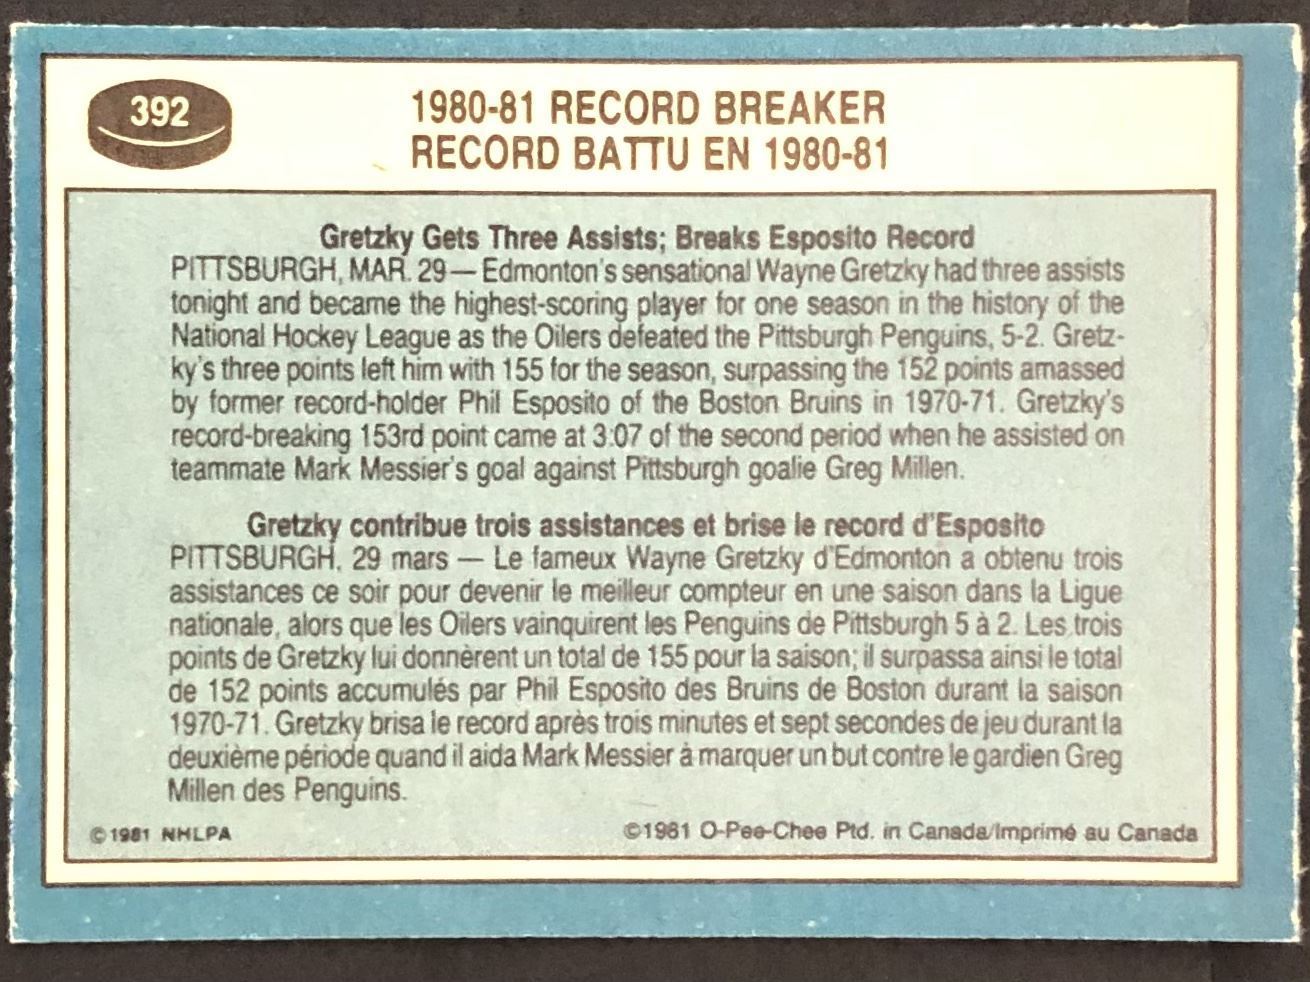 392
1980-81 RECORD BREAKER
RECORD BATTU EN 1980-81
Gretzky Gets Three Assists; Breaks Esposito Record
PITTSBURGH, MAR. 29 — Edmonton's sensational Wayne Gretzky had three assists
tonight and became the highest-scoring player for one season in the history of the
National Hockey League as the Oilers defeated the Pittsburgh Penguins, 5-2. Gretz-
ky's three points left him with 155 for the season, surpassing the 152 points amassed
by former record-holder Phil Esposito of the Boston Bruins in 1970-71. Gretzky's
record-breaking 153rd point came at 3:07 of the second period when he assisted on
teammate Mark Messier's goal against Pittsburgh goalie Greg Millen.
Gretzky contribue trois assistances et brise le record d'Esposito
PITTSBURGH, 29 mars — Le fameux Wayne Gretzky d'Edmonton a obtenu trois
assistances ce soir pour devenir le meilleur compteur en une saison dans la Ligue
nationale, alors que les Oilers vainquirent les Penguins de Pittsburgh 5 à 2. Les trois
points de Gretzky lui donnèrent un total de 155 pour la saison; il surpassa ainsi le total
de 152 points accumulés par Phil Esposito des Bruins de Boston durant la saison
1970-71. Gretzky brisa le record après trois minutes et sept secondes de jeu durant la
deuxième période quand il aida Mark Messier à marquer un but contre le gardien Greg
Millen des Penguins.
©1981 NHLPA
©1981 O-Pee-Chee Ptd. in Canada/Imprimé au Canada